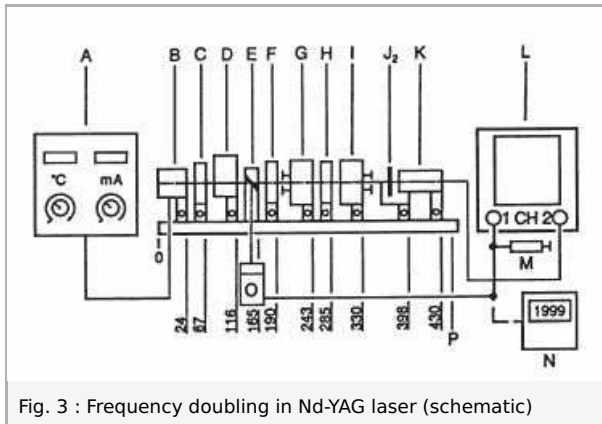 A B C D E F G H I J₂ K L
°C mA
1 CH 2
M
0
O
1999
24 67 116 165 190 243 285 330 398 430 P
N
Fig. 3 : Frequency doubling in Nd-YAG laser (schematic)